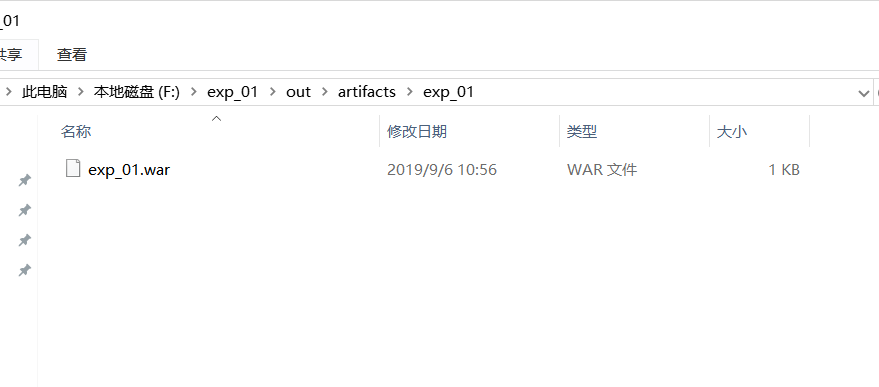 _01
共享 查看
此电脑 本地磁盘 (F:) exp_01 out artifacts exp_01
名称 修改日期 类型 大小
exp_01.war 2019/9/6 10:56 WAR 文件 1 KB